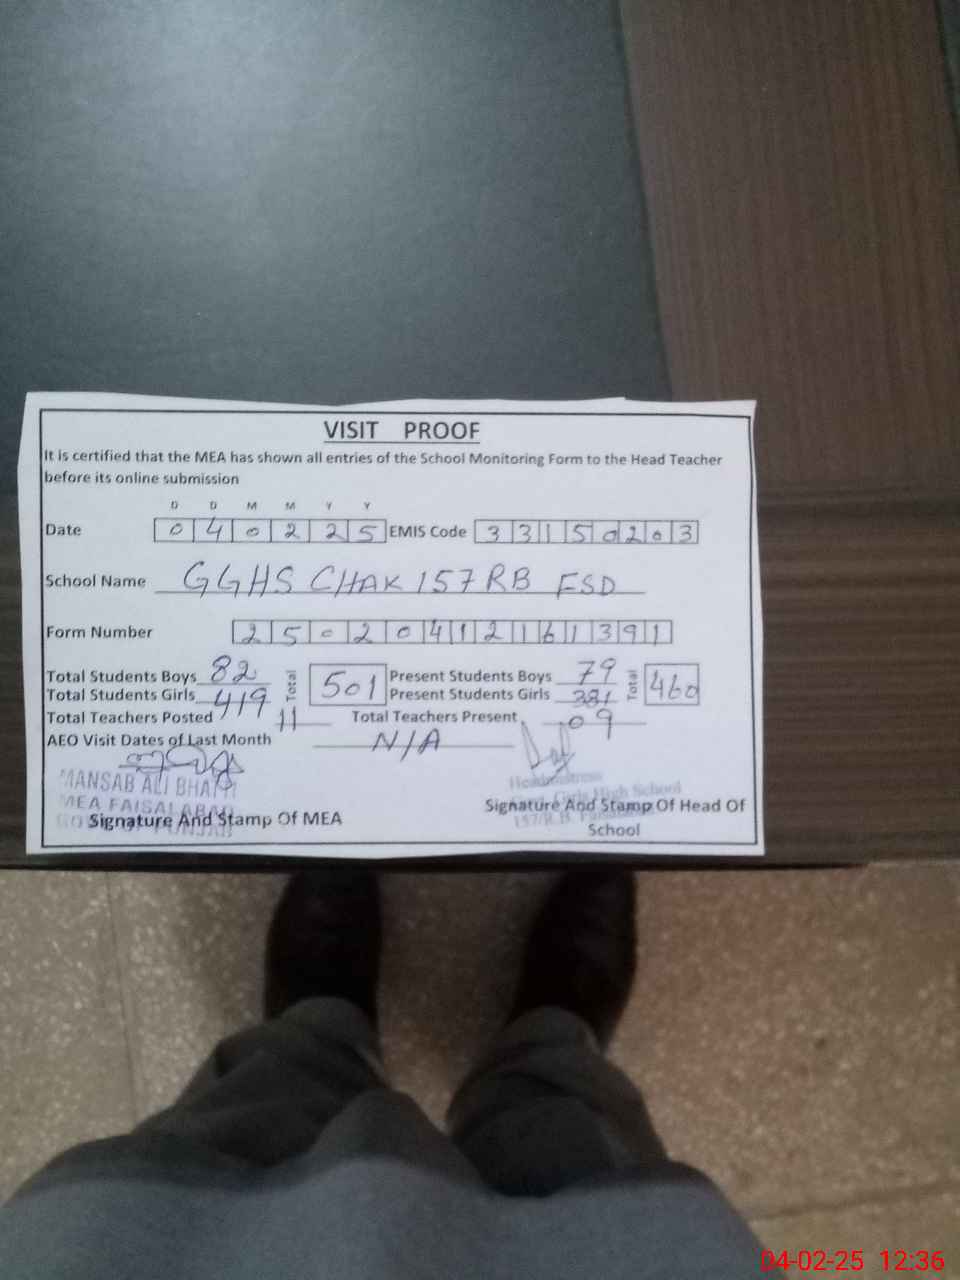 VISIT PROOF
It is certified that the MEA has shown all entries of the School Monitoring Form to the Head Teacher
before its online submission
D D M M Y Y
Date 0 4 0 2 2 5 EMIS Code 3 3 1 5 0 2 0 3
School Name GGHS CHAK 157 RB FSD
Form Number 2 5 0 2 0 4 1 2 1 6 1 3 9 1
Total Students Boys 82 Total 501 Present Students Boys 79 Total 460
Total Students Girls 419 Present Students Girls 381
Total Teachers Posted 11 Total Teachers Present 09
AEO Visit Dates of Last Month N/A
MANSAB ALI BHATTI
MEA FAISALABAD
Signature And Stamp Of MEA
Headmistress
Girls High School
157/R.B.
Signature And Stamp Of Head Of
School
04-02-25 12:36